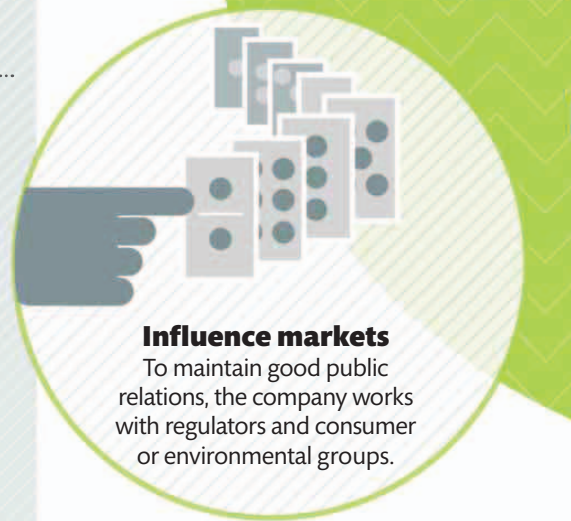 ...
Influence markets
To maintain good public
relations, the company works
with regulators and consumer
or environmental groups.